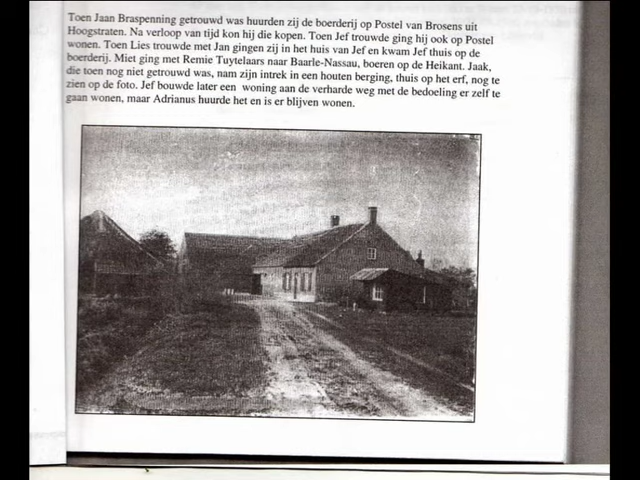 Toen Jaan Braspenning getrouwd was huurden zij de boerderij op Postel van Brosens uit
Hoogstraten. Na verloop van tijd kon hij die kopen. Toen Jef trouwde ging hij ook op Postel
wonen. Toen Lies trouwde met Jan gingen zij in het huis van Jef en kwam Jef thuis op de
boerderij. Miet ging met Remie Tuytelaars naar Baarle-Nassau, boeren op de Heikant. Jaak,
die toen nog niet getrouwd was, nam zijn intrek in een houten berging, thuis op het erf, nog te
zien op de foto. Jef bouwde later een woning aan de verharde weg met de bedoeling er zelf te
gaan wonen, maar Adrianus huurde het en is er blijven wonen.